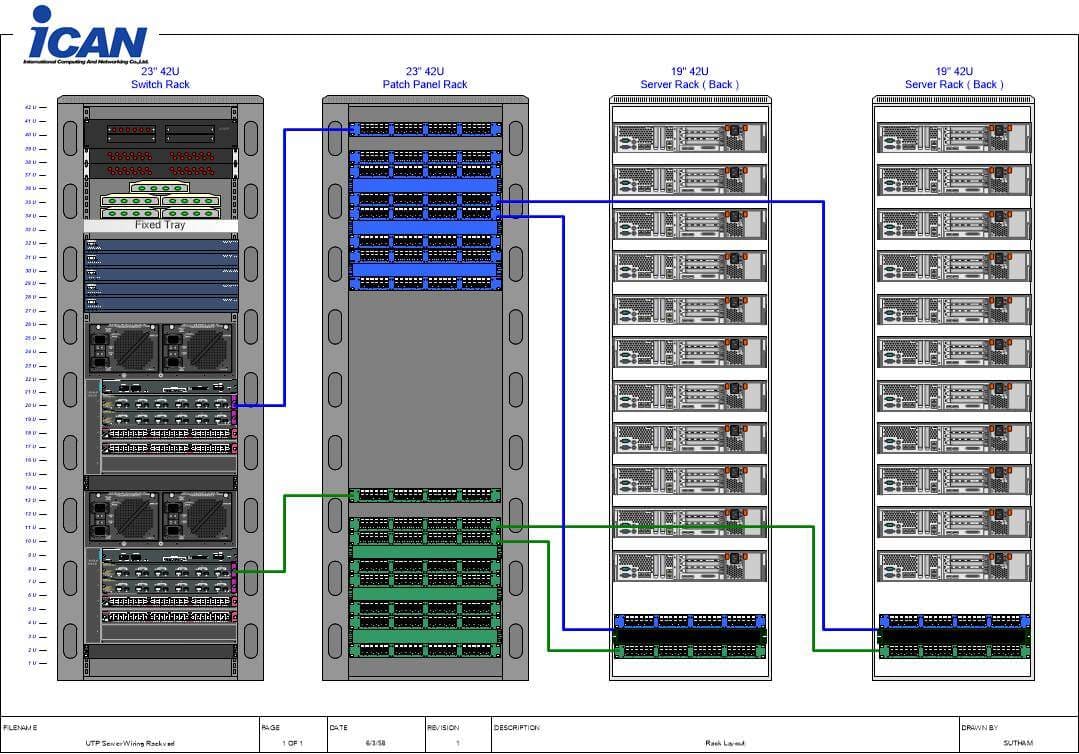 iCAN
International Computing And Networking Co.,Ltd.
23" 42U
Switch Rack
23" 42U
Patch Panel Rack
19" 42U
Server Rack ( Back )
19" 42U
Server Rack ( Back )
42 U
41 U
40 U
39 U
38 U
37 U
36 U
35 U
34 U
33 U
32 U
31 U
30 U
29 U
28 U
27 U
26 U
25 U
24 U
23 U
22 U
21 U
20 U
19 U
18 U
17 U
16 U
15 U
14 U
13 U
12 U
11 U
10 U
9 U
8 U
7 U
6 U
5 U
4 U
3 U
2 U
1 U
Fixed Tray
FILENAME
UTP Server Wiring Rack.vsd
PAGE
1 OF 1
DATE
6/3/58
REVISION
1
DESCRIPTION
Rack Layout
DRAWN BY
SUTHAM